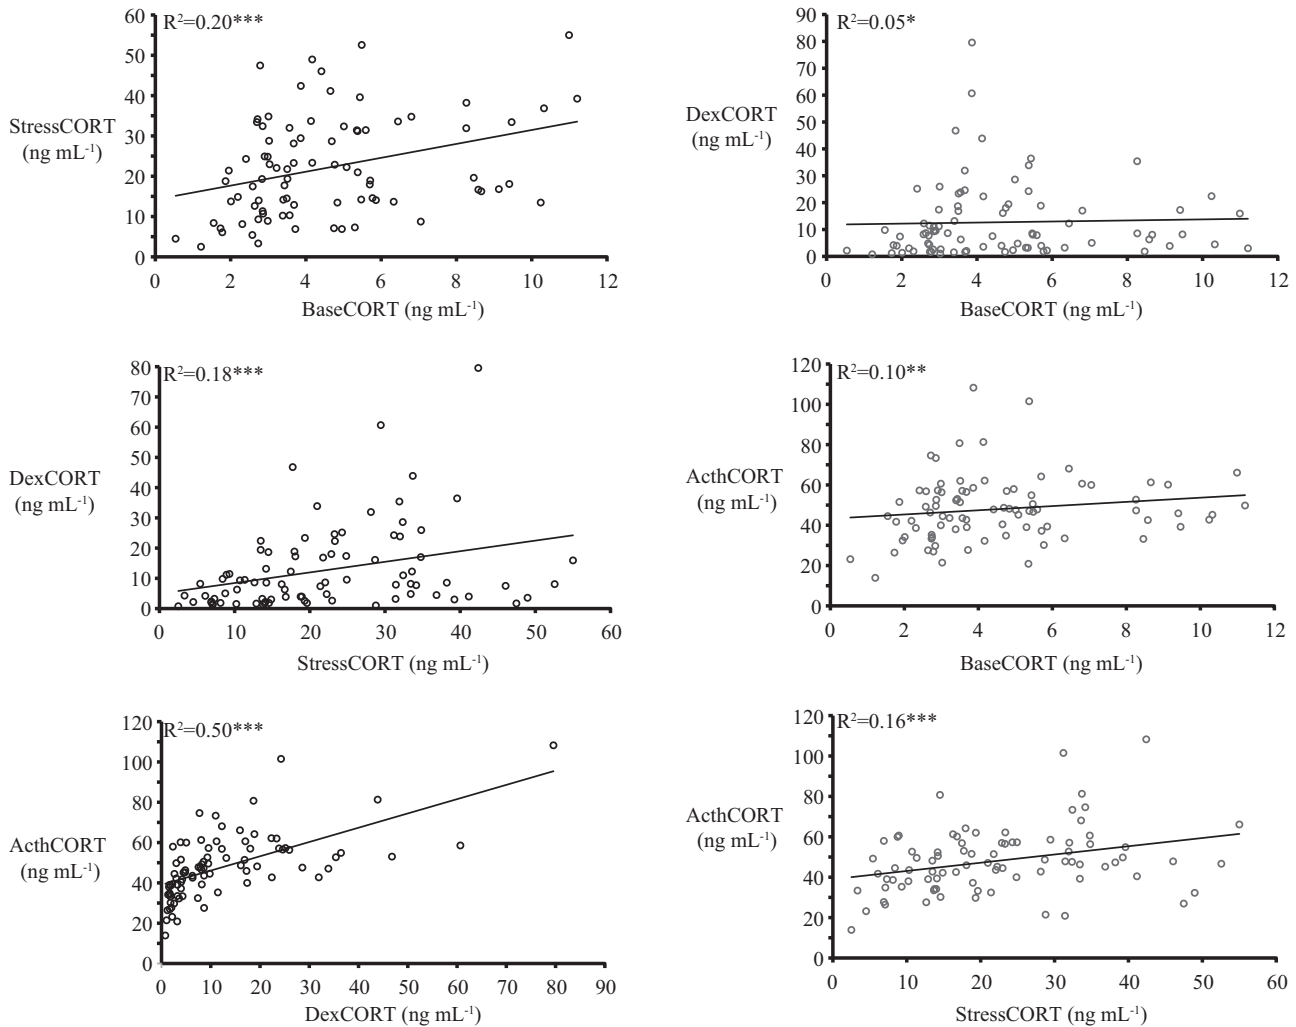 R²=0.20***
60
50
40
30
20
10
0
StressCORT
(ng mL⁻¹)
0 2 4 6 8 10 12
BaseCORT (ng mL⁻¹)
R²=0.05*
90
80
70
60
50
40
30
20
10
0
DexCORT
(ng mL⁻¹)
0 2 4 6 8 10 12
BaseCORT (ng mL⁻¹)
R²=0.18***
80
70
60
50
40
30
20
10
0
DexCORT
(ng mL⁻¹)
0 10 20 30 40 50 60
StressCORT (ng mL⁻¹)
R²=0.10**
120
100
80
60
40
20
0
ActhCORT
(ng mL⁻¹)
0 2 4 6 8 10 12
BaseCORT (ng mL⁻¹)
R²=0.50***
120
100
80
60
40
20
0
ActhCORT
(ng mL⁻¹)
0 10 20 30 40 50 60 70 80 90
DexCORT (ng mL⁻¹)
R²=0.16***
120
100
80
60
40
20
0
ActhCORT
(ng mL⁻¹)
0 10 20 30 40 50 60
StressCORT (ng mL⁻¹)